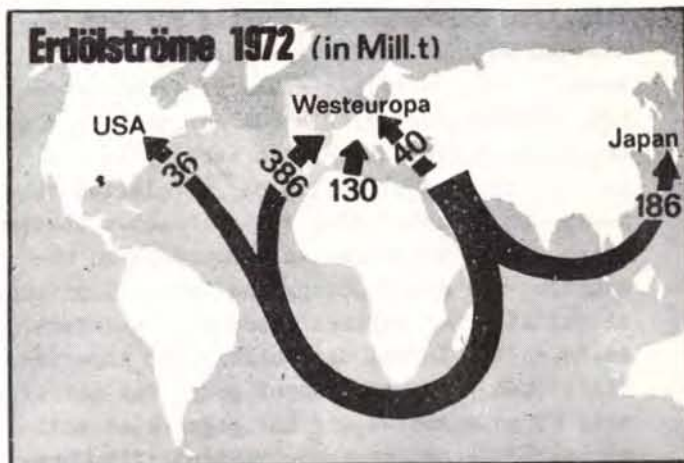 Erdölströme 1972 (in Mill.t)
Westeuropa
USA
Japan
36
386
130
40
186